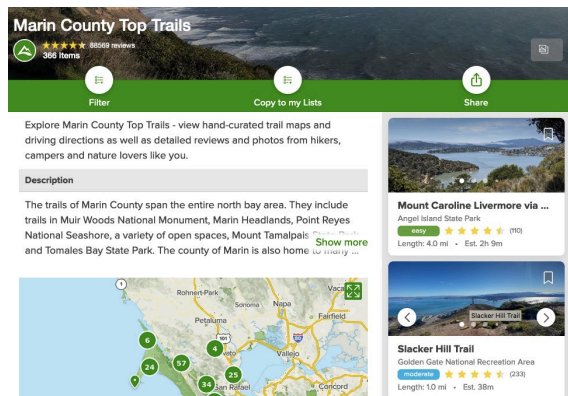 Marin County Top Trails
88569 reviews
366 Items
Filter
Copy to my Lists
Share
Explore Marin County Top Trails - view hand-curated trail maps and
driving directions as well as detailed reviews and photos from hikers,
campers and nature lovers like you.
Description
The trails of Marin County span the entire north bay area. They include
trails in Muir Woods National Monument, Marin Headlands, Point Reyes
National Seashore, a variety of open spaces, Mount Tamalpais State Park
and Tomales Bay State Park. The county of Marin is also home to many ...
Show more
Mount Caroline Livermore via ...
Angel Island State Park
easy (110)
Length: 4.0 mi • Est. 2h 9m
Slacker Hill Trail
Slacker Hill Trail
Golden Gate National Recreation Area
moderate (233)
Length: 1.0 mi • Est. 38m
1
Rohnert Park
Sonoma
Napa
Vaca
Fairfield
Petaluma
101
80
6
4
vato
Vallejo
24
57
25
34
San Rafael
Concord